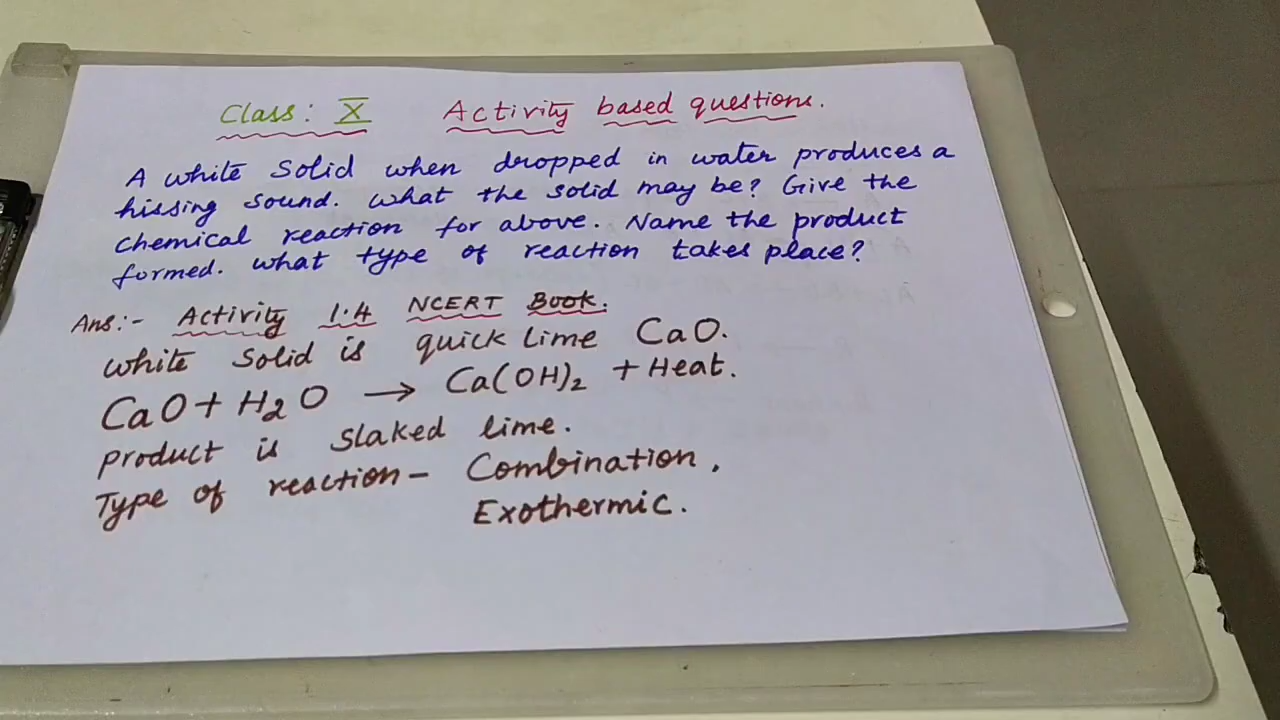 Class: X Activity based questions.
A white Solid when dropped in water produces a
hissing sound. What the solid may be? Give the
chemical reaction for above. Name the product
formed. What type of reaction takes place?
Ans:- Activity 1.4 NCERT Book.
White solid is quick lime CaO.
CaO + H₂O → Ca(OH)₂ + Heat.
product is slaked lime.
Type of reaction - Combination,
Exothermic.